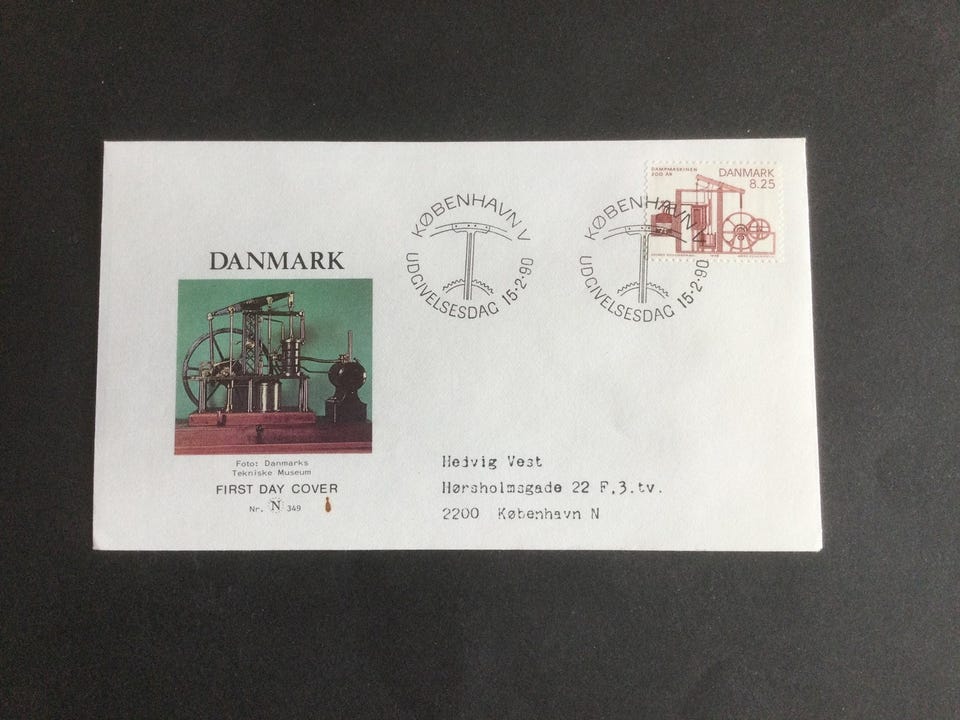 DANMARK
Foto: Danmarks
Tekniske Museum
FIRST DAY COVER
Nr. N 349
KØBENHAVN V
UDGIVELSESDAG 15.2.90
KØBENHAVN V
UDGIVELSESDAG 15.2.90
DAMPMASKINEN
200 ÅR
DANMARK
8.25
Hedvig Vest
Hørsholmsgade 22 F,3.tv.
2200 København N